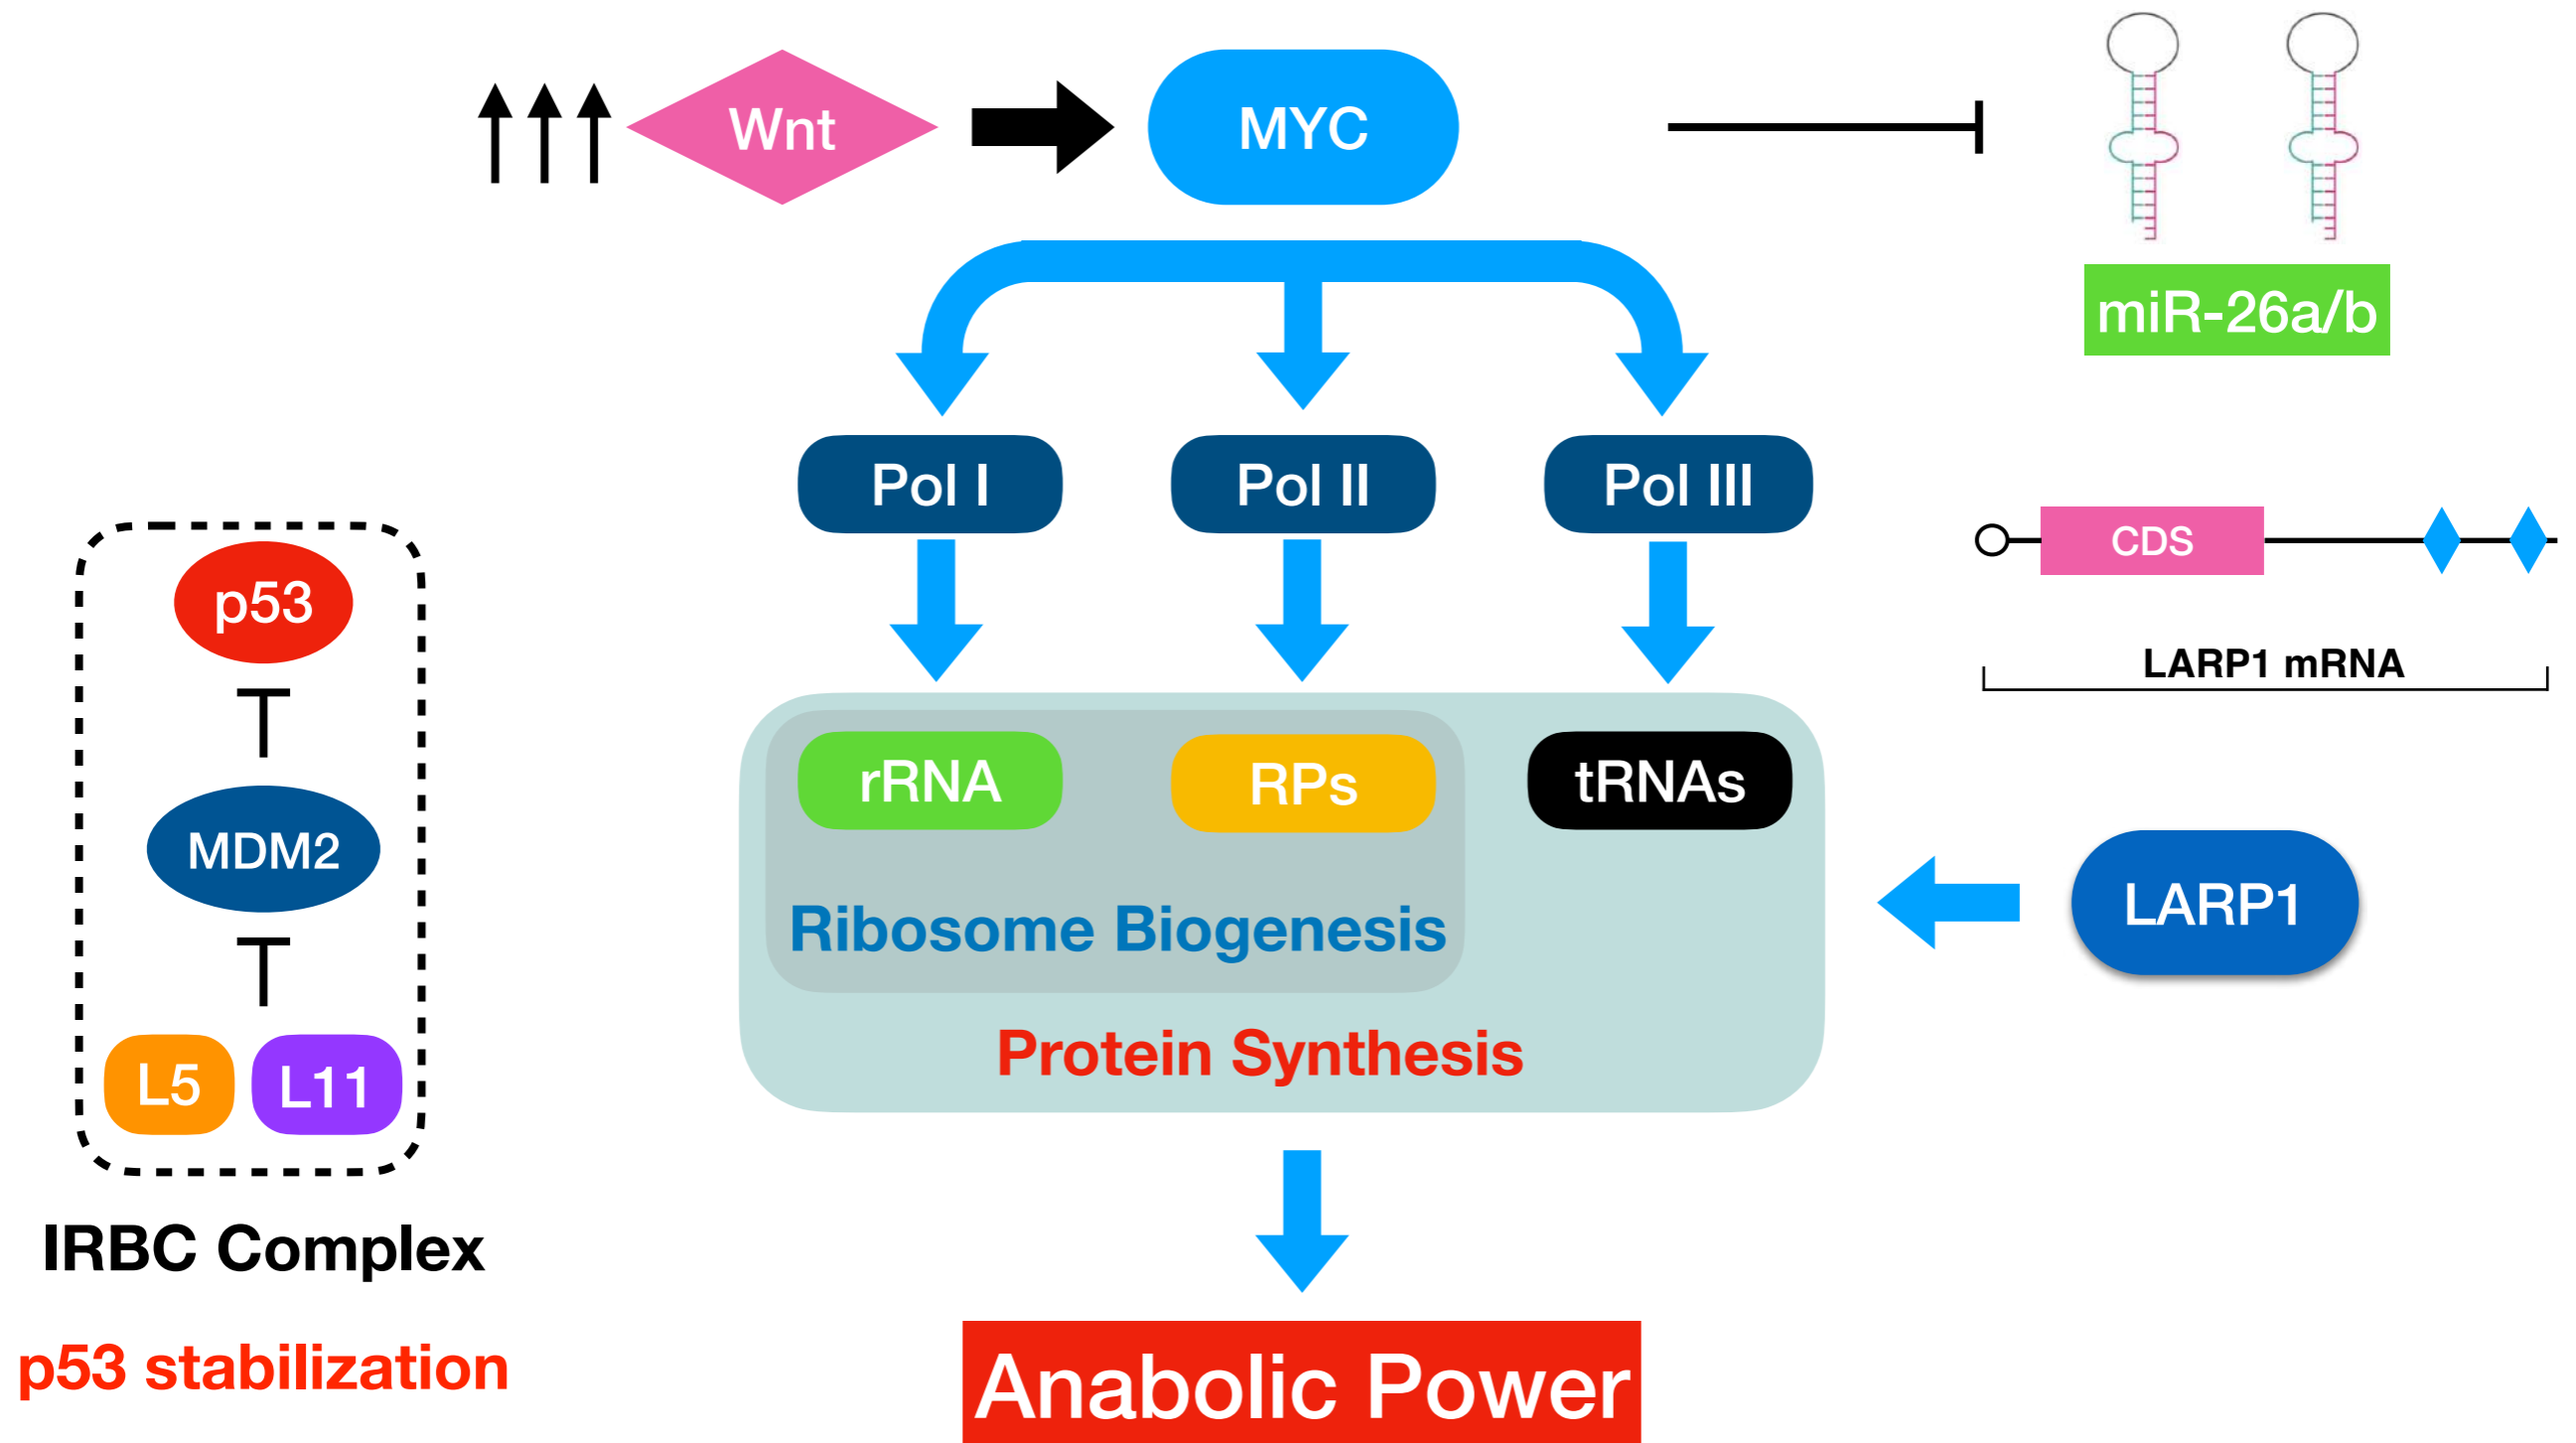 Wnt
MYC
miR-26a/b
Pol I
Pol II
Pol III
CDS
LARP1 mRNA
p53
MDM2
L5
L11
IRBC Complex
p53 stabilization
rRNA
RPs
tRNAs
Ribosome Biogenesis
Protein Synthesis
LARP1
Anabolic Power